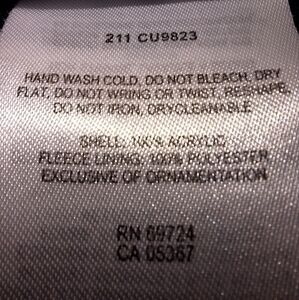 211 CU9823
HAND WASH COLD, DO NOT BLEACH, DRY
FLAT, DO NOT WRING OR TWIST, RESHAPE,
DO NOT IRON, DRYCLEANABLE
SHELL: 100% ACRYLIC
FLEECE LINING: 100% POLYESTER
EXCLUSIVE OF ORNAMENTATION
RN 69724
CA 05367